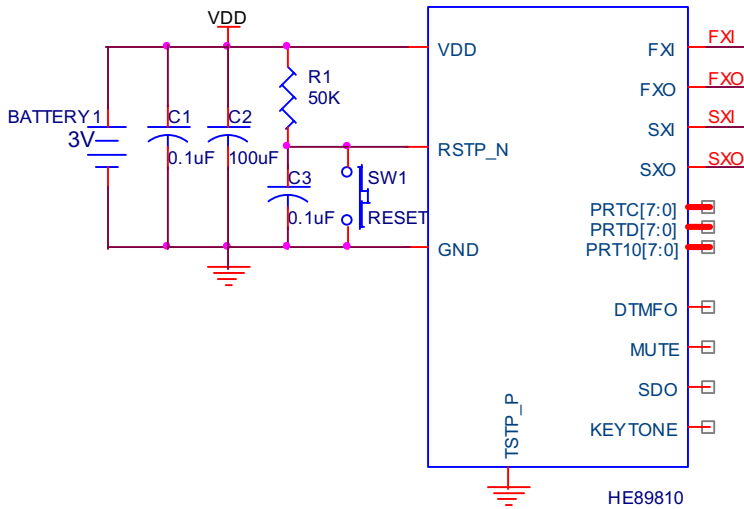 VDD
BATTERY1
3V
C1
0.1uF
C2
100uF
R1
50K
C3
0.1uF
SW1
RESET
VDD
RSTP_N
GND
TSTP_P
FXI
FXO
SXI
SXO
PRTC[7:0]
PRTD[7:0]
PRT10[7:0]
DTMFO
MUTE
SDO
KEYTONE
FXI
FXO
SXI
SXO
HE89810